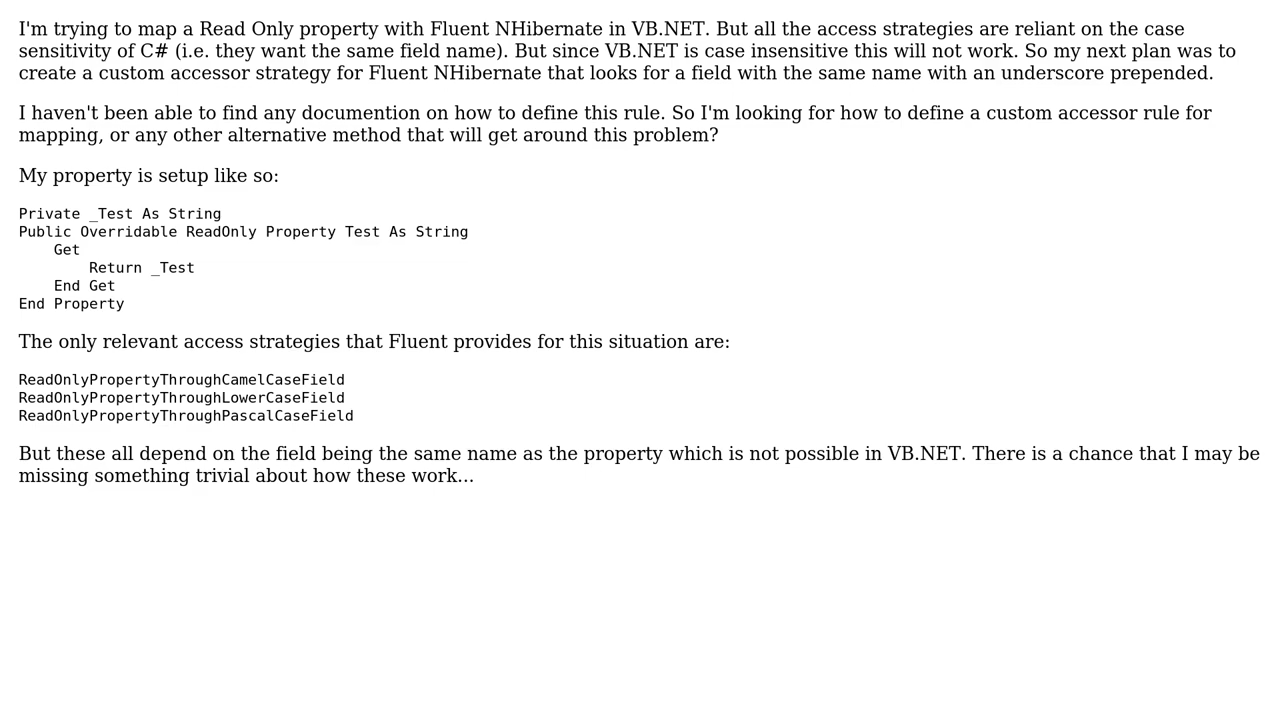 I'm trying to map a Read Only property with Fluent NHibernate in VB.NET. But all the access strategies are reliant on the case
sensitivity of C# (i.e. they want the same field name). But since VB.NET is case insensitive this will not work. So my next plan was to
create a custom accessor strategy for Fluent NHibernate that looks for a field with the same name with an underscore prepended.
I haven't been able to find any documention on how to define this rule. So I'm looking for how to define a custom accessor rule for
mapping, or any other alternative method that will get around this problem?
My property is setup like so:
Private _Test As String
Public Overridable ReadOnly Property Test As String
    Get
        Return _Test
    End Get
End Property
The only relevant access strategies that Fluent provides for this situation are:
ReadOnlyPropertyThroughCamelCaseField
ReadOnlyPropertyThroughLowerCaseField
ReadOnlyPropertyThroughPascalCaseField
But these all depend on the field being the same name as the property which is not possible in VB.NET. There is a chance that I may be
missing something trivial about how these work...